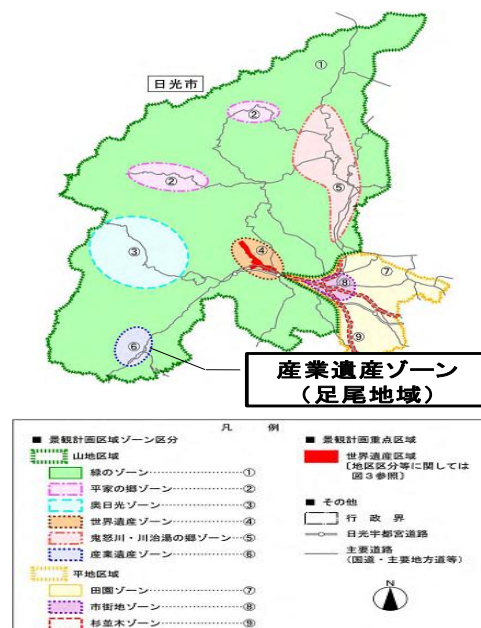 ①
日光市
②
②
⑤
③
④
⑦
⑧
⑥
⑨
産業遺産ゾーン
(足尾地域)
凡 例
■ 景観計画区域ゾーン区分
山地区域
緑のゾーン…………………①
平家の郷ゾーン……………②
奥日光ゾーン………………③
世界遺産ゾーン……………④
鬼怒川・川治湯の郷ゾーン…⑤
産業遺産ゾーン……………⑥
平地区域
田園ゾーン…………………⑦
市街地ゾーン………………⑧
杉並木ゾーン………………⑨
■ 景観計画重点区域
世界遺産区域
〔地区区分等に関しては
図3参照〕
■ その他
行 政 界
日光宇都宮道路
主要道路
(国道・主要地方道等)
N